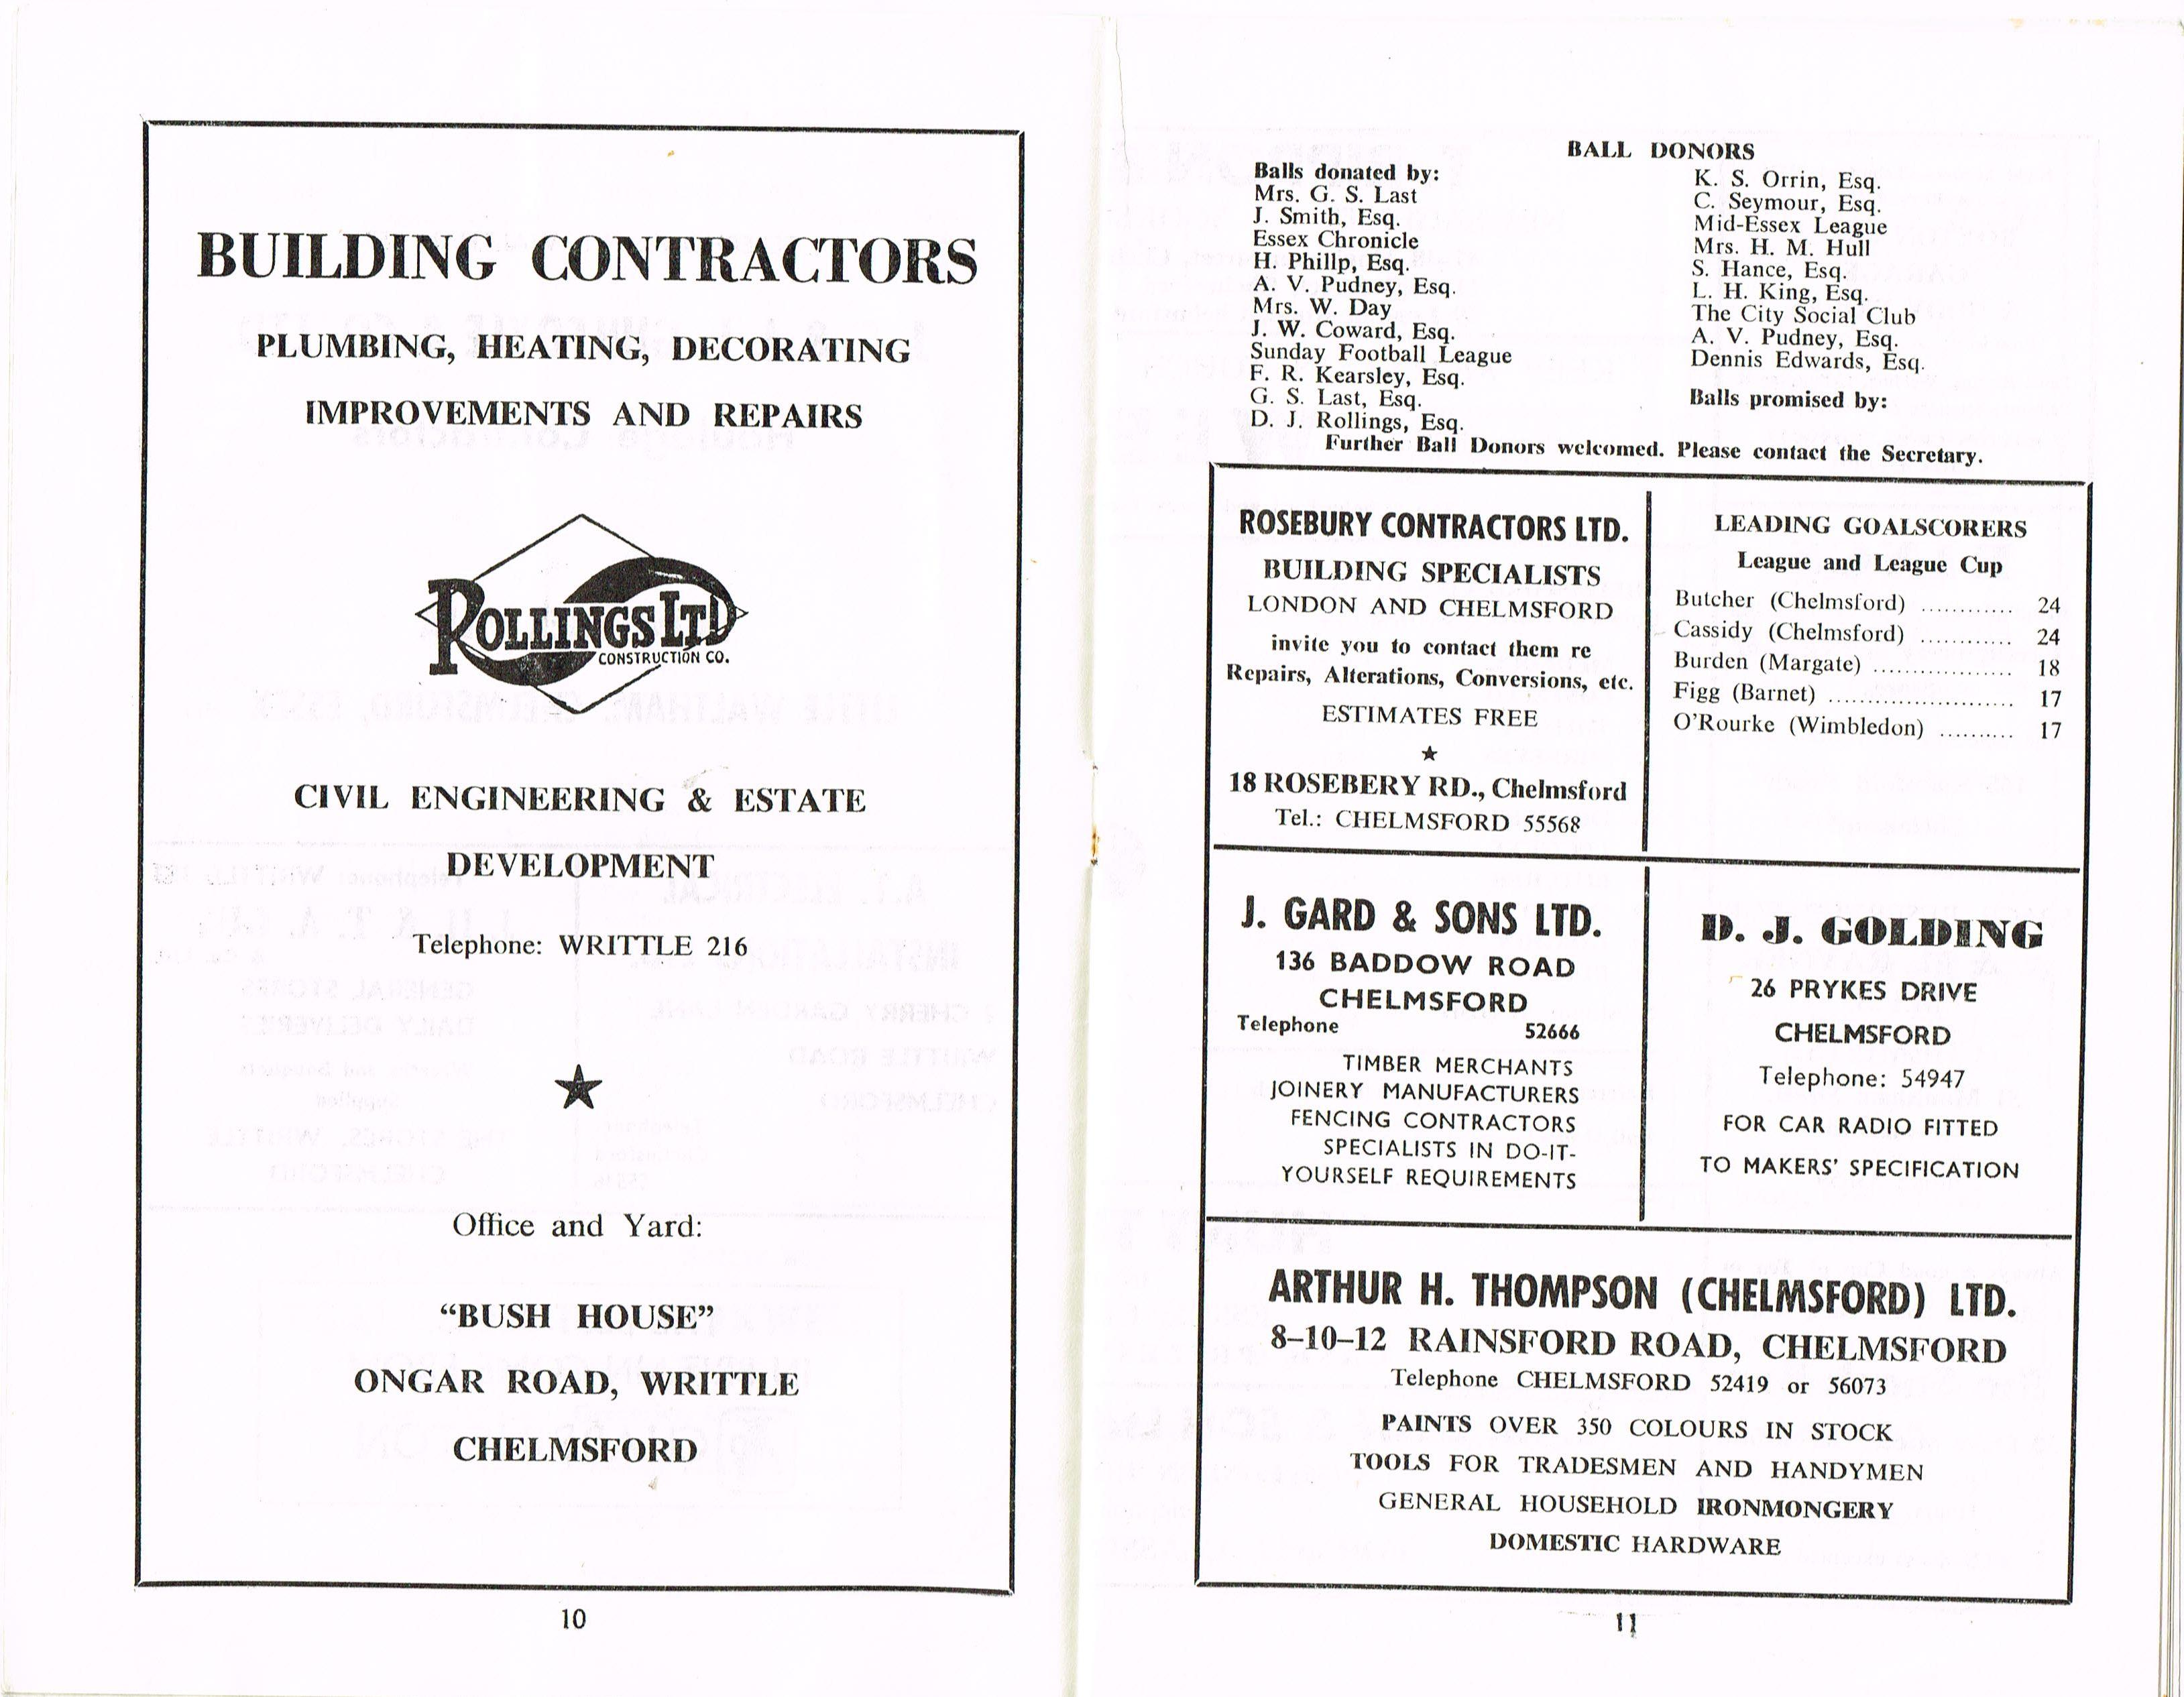 BUILDING CONTRACTORS
PLUMBING, HEATING, DECORATING
IMPROVEMENTS AND REPAIRS
ROLLINGS LTD
CONSTRUCTION CO.
CIVIL ENGINEERING & ESTATE
DEVELOPMENT
Telephone: WRITTLE 216
Office and Yard:
“BUSH HOUSE”
ONGAR ROAD, WRITTLE
CHELMSFORD
10
BALL DONORS
Balls donated by:
Mrs. G. S. Last
J. Smith, Esq.
Essex Chronicle
H. Phillp, Esq.
A. V. Pudney, Esq.
Mrs. W. Day
J. W. Coward, Esq.
Sunday Football League
F. R. Kearsley, Esq.
G. S. Last, Esq.
D. J. Rollings, Esq.
K. S. Orrin, Esq.
C. Seymour, Esq.
Mid-Essex League
Mrs. H. M. Hull
S. Hance, Esq.
L. H. King, Esq.
The City Social Club
A. V. Pudney, Esq.
Dennis Edwards, Esq.
Balls promised by:
Further Ball Donors welcomed. Please contact the Secretary.
ROSEBURY CONTRACTORS LTD.
BUILDING SPECIALISTS
LONDON AND CHELMSFORD
invite you to contact them re
Repairs, Alterations, Conversions, etc.
ESTIMATES FREE
18 ROSEBERY RD., Chelmsford
Tel.: CHELMSFORD 55568
LEADING GOALSCORERS
League and League Cup
Butcher (Chelmsford) ............ 24
Cassidy (Chelmsford) ............ 24
Burden (Margate) .................. 18
Figg (Barnet) ........................ 17
O'Rourke (Wimbledon) .......... 17
J. GARD & SONS LTD.
136 BADDOW ROAD
CHELMSFORD
Telephone 52666
TIMBER MERCHANTS
JOINERY MANUFACTURERS
FENCING CONTRACTORS
SPECIALISTS IN DO-IT-
YOURSELF REQUIREMENTS
D. J. GOLDING
26 PRYKES DRIVE
CHELMSFORD
Telephone: 54947
FOR CAR RADIO FITTED
TO MAKERS' SPECIFICATION
ARTHUR H. THOMPSON (CHELMSFORD) LTD.
8–10–12 RAINSFORD ROAD, CHELMSFORD
Telephone CHELMSFORD 52419 or 56073
PAINTS OVER 350 COLOURS IN STOCK
TOOLS FOR TRADESMEN AND HANDYMEN
GENERAL HOUSEHOLD IRONMONGERY
DOMESTIC HARDWARE
11